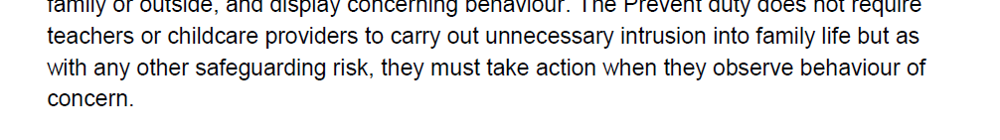 family or outside, and display concerning behaviour. The Prevent duty does not require
teachers or childcare providers to carry out unnecessary intrusion into family life but as
with any other safeguarding risk, they must take action when they observe behaviour of
concern.